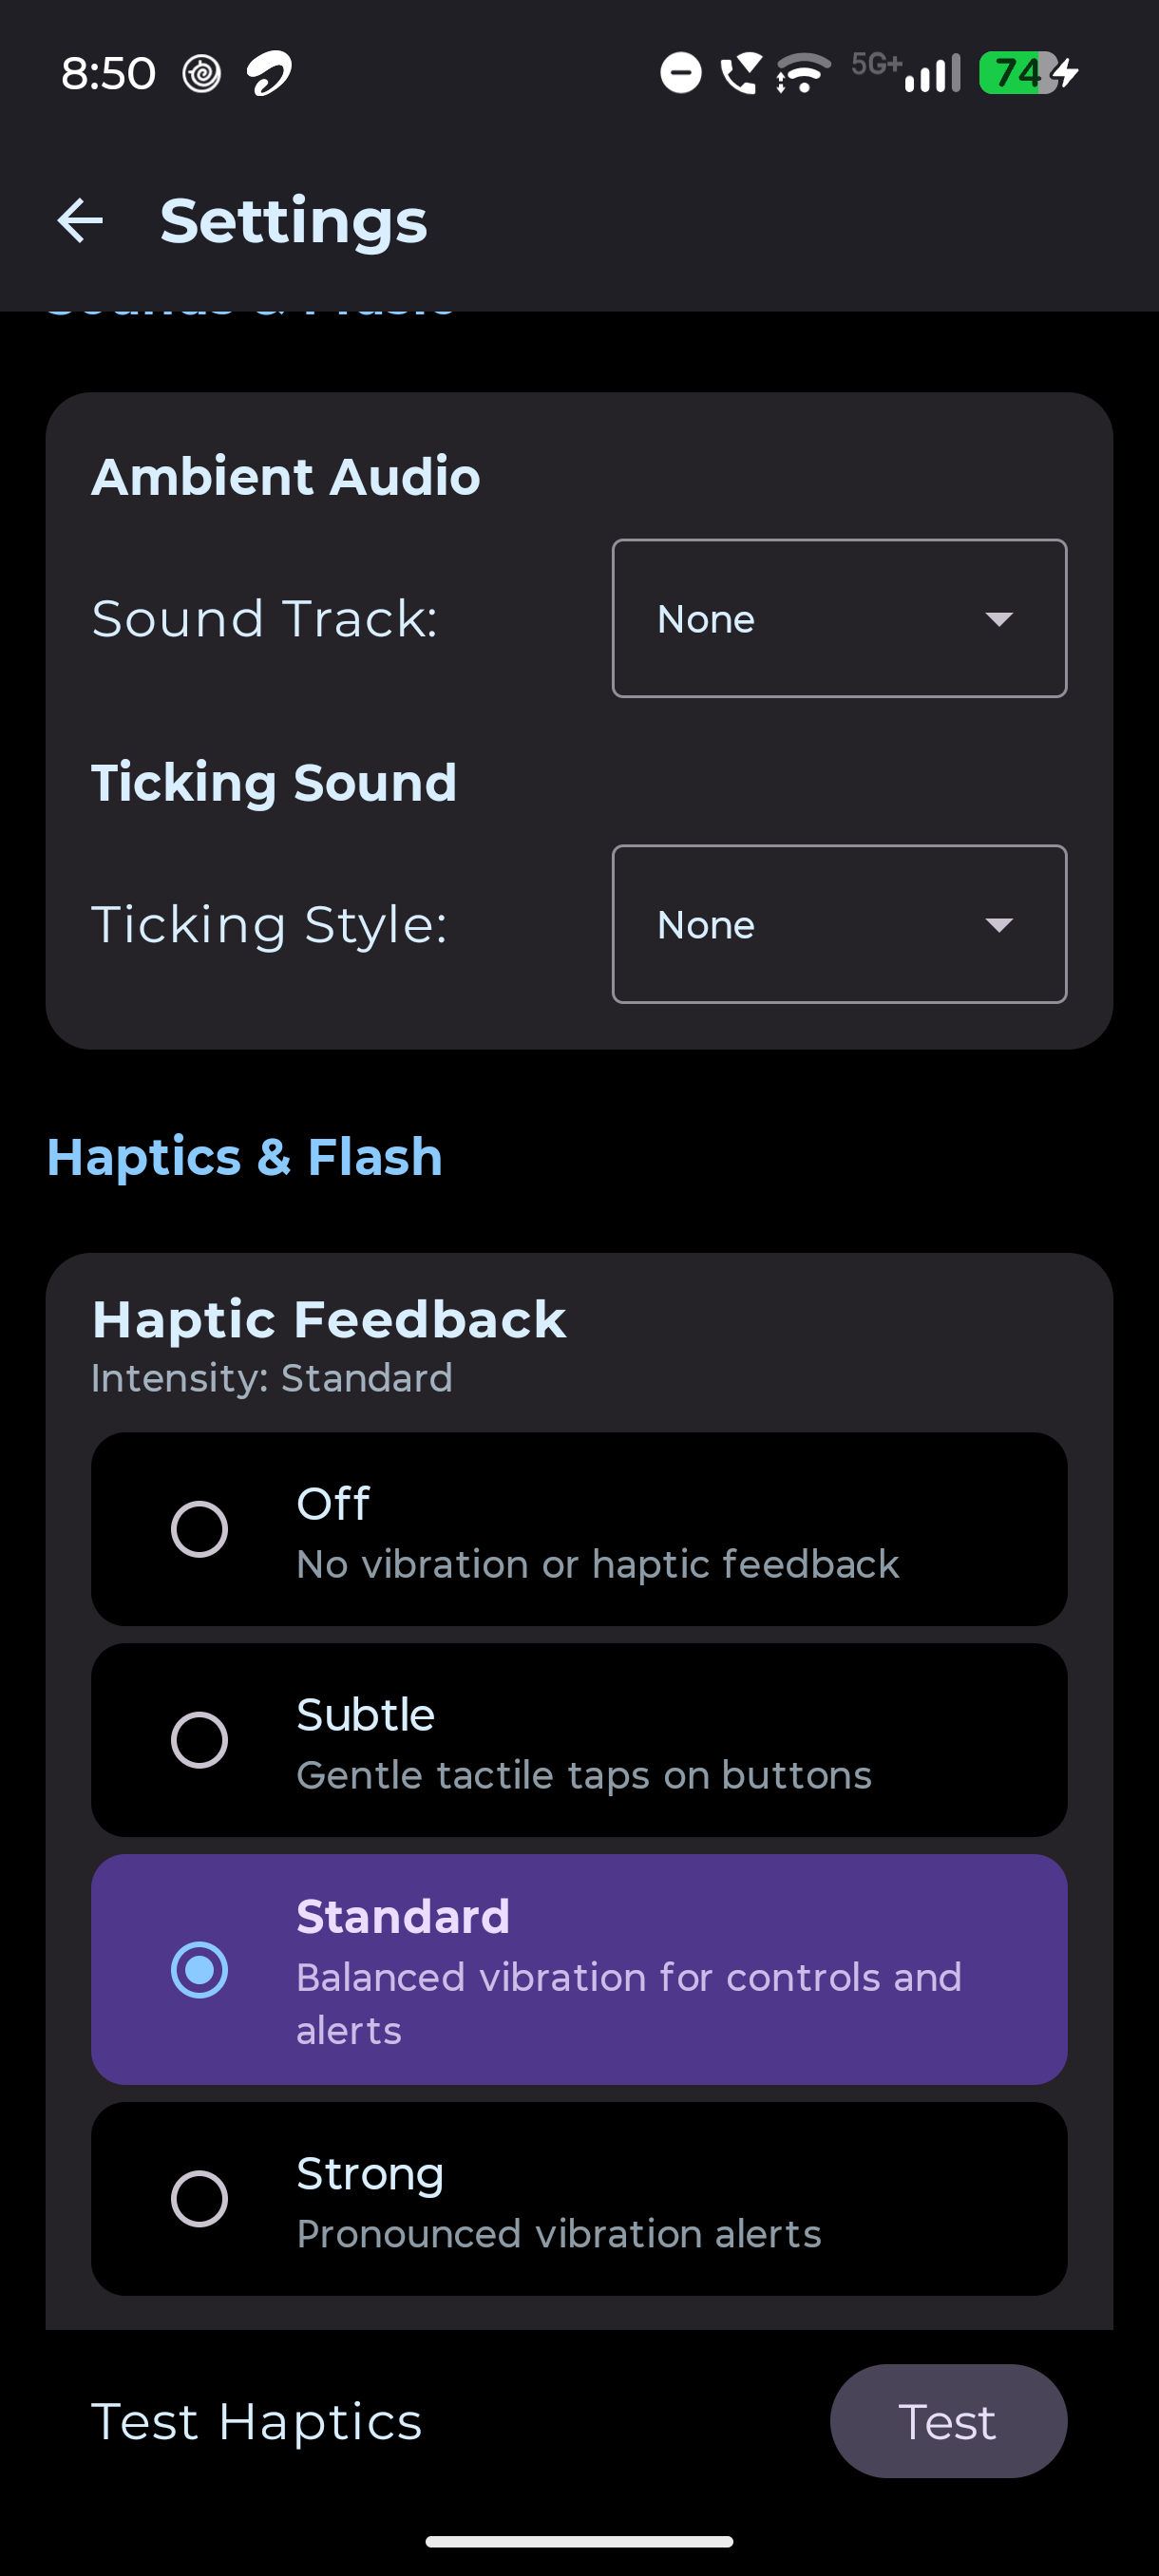 8:50
5G+
74
Settings
Ambient Audio
Sound Track:
None
Ticking Sound
Ticking Style:
None
Haptics & Flash
Haptic Feedback
Intensity: Standard
Off
No vibration or haptic feedback
Subtle
Gentle tactile taps on buttons
Standard
Balanced vibration for controls and
alerts
Strong
Pronounced vibration alerts
Test Haptics
Test